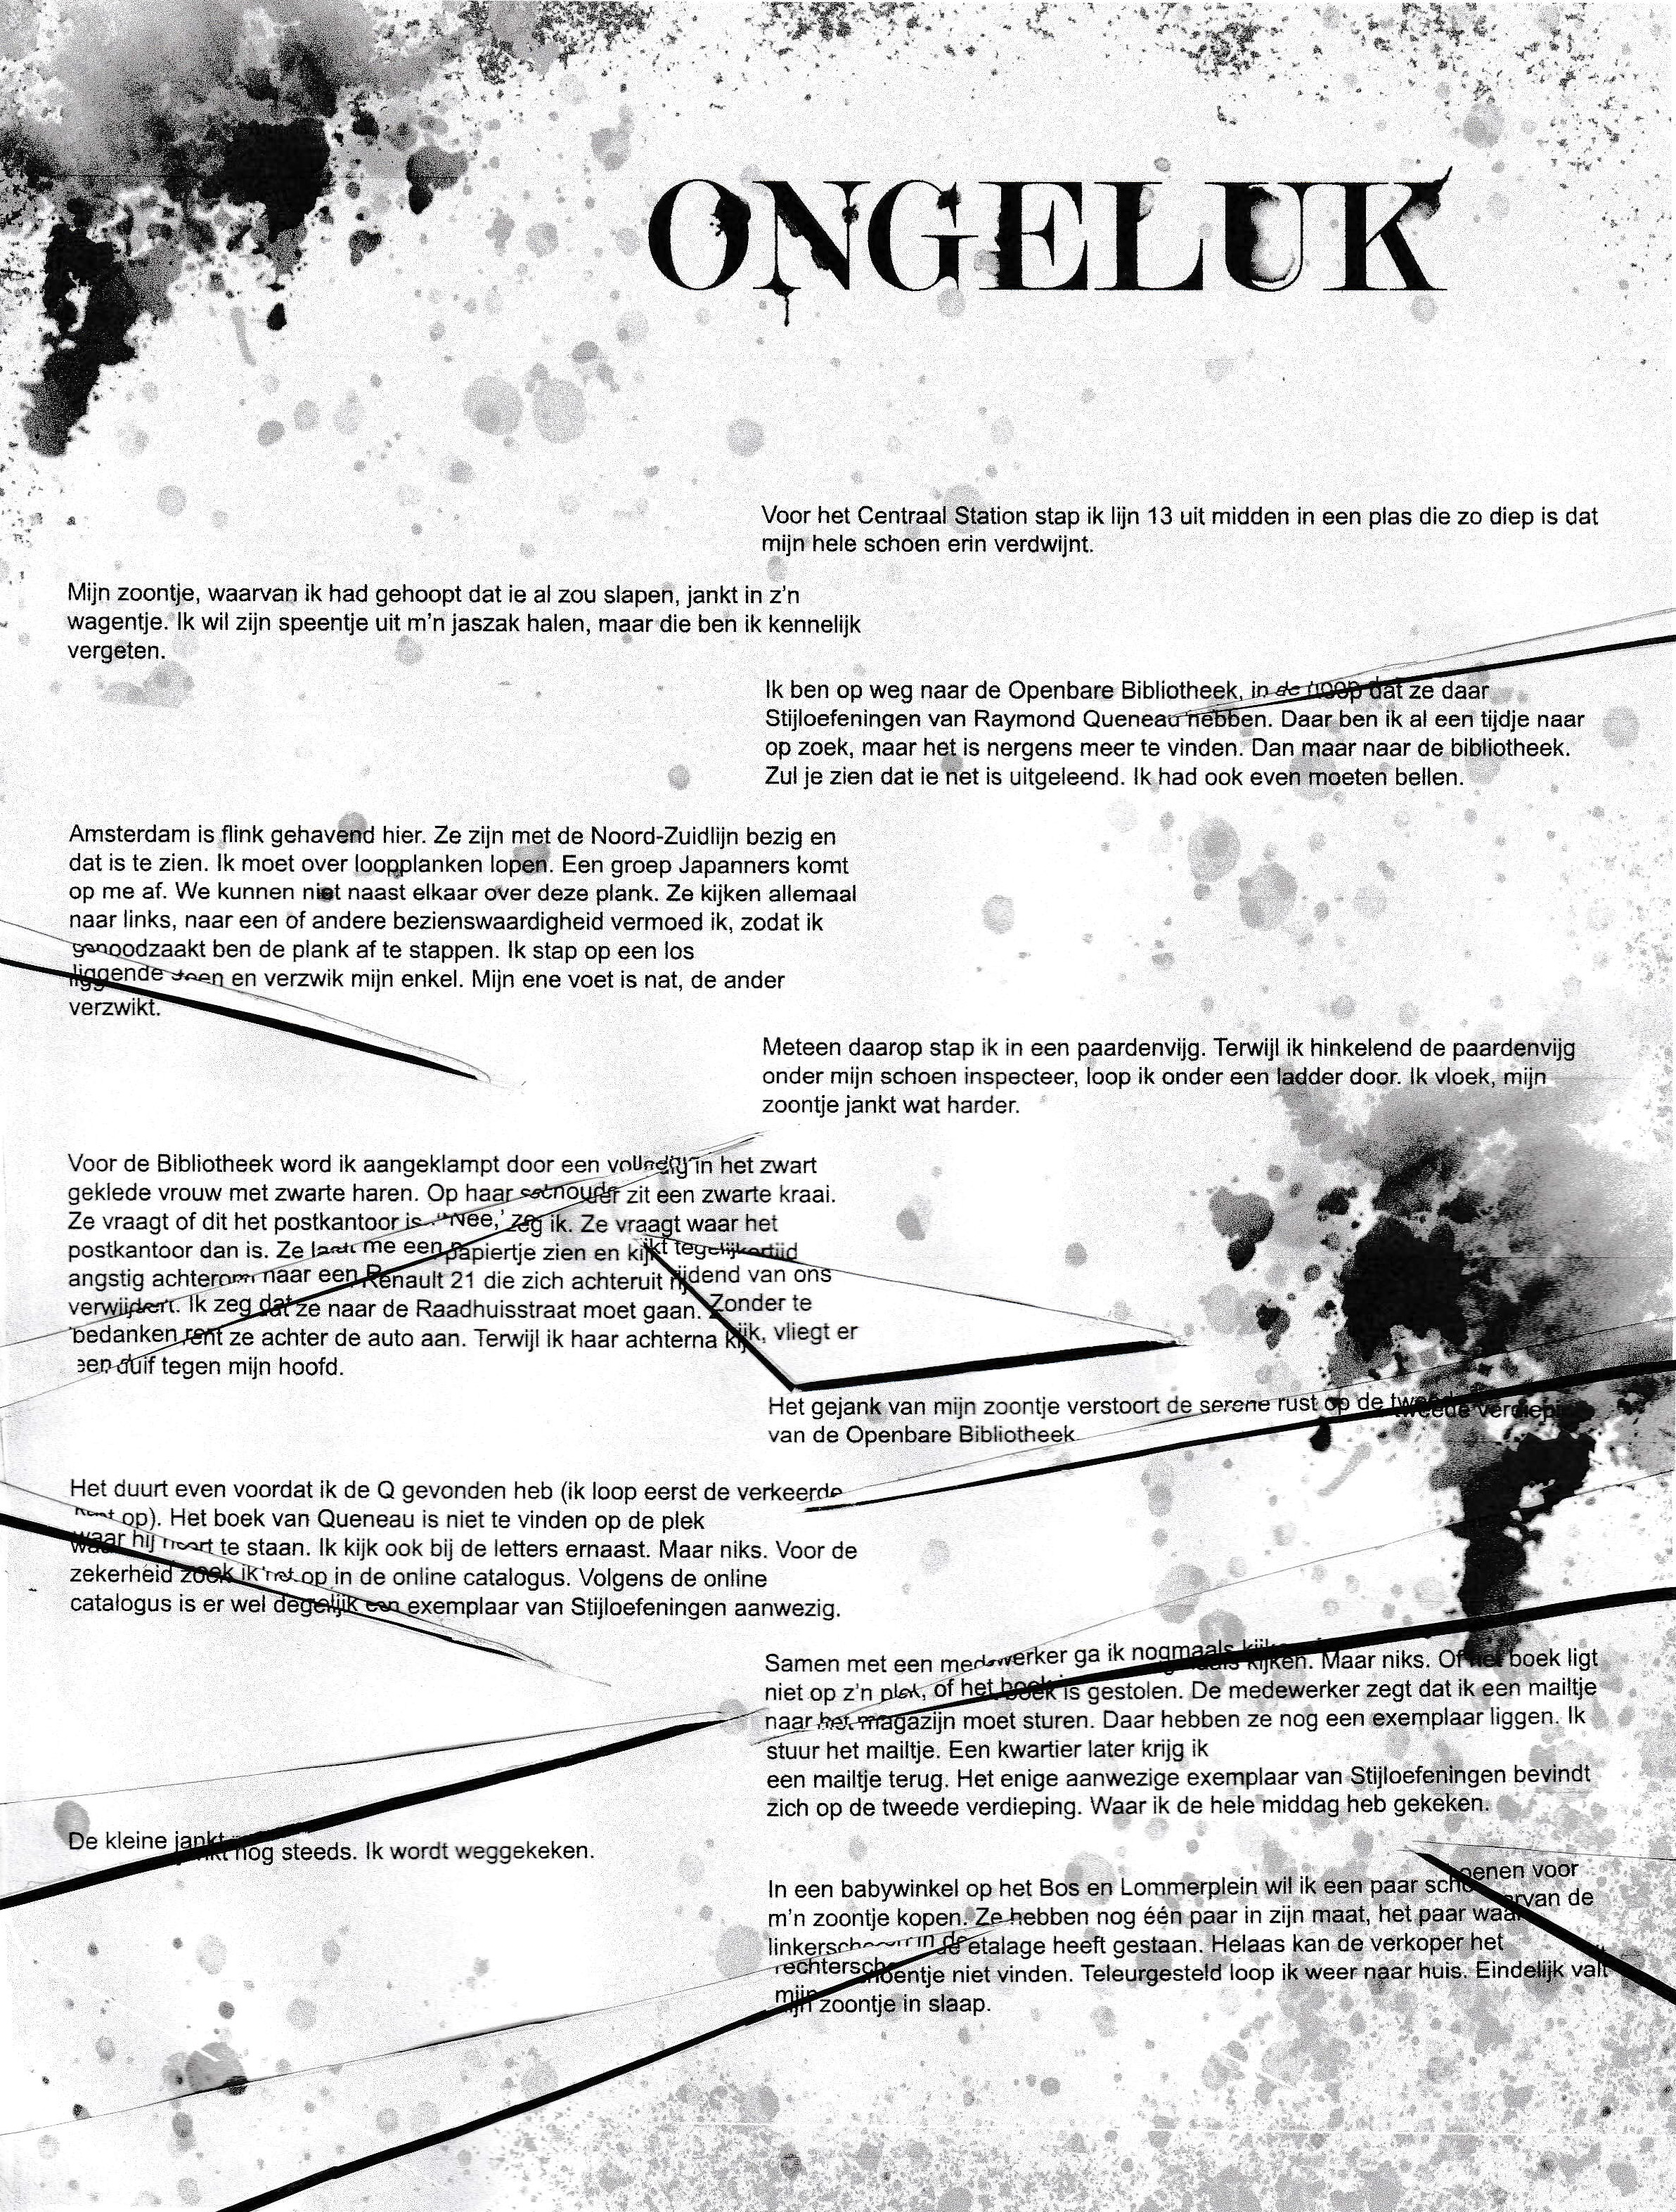 ONGELUK
Voor het Centraal Station stap ik lijn 13 uit midden in een plas die zo diep is dat
mijn hele schoen erin verdwijnt.
Mijn zoontje, waarvan ik had gehoopt dat ie al zou slapen, jankt in z'n
wagentje. Ik wil zijn speentje uit m'n jaszak halen, maar die ben ik kennelijk
vergeten.
Ik ben op weg naar de Openbare Bibliotheek, in de hoop dat ze daar
Stijloefeningen van Raymond Queneau hebben. Daar ben ik al een tijdje naar
op zoek, maar het is nergens meer te vinden. Dan maar naar de bibliotheek.
Zul je zien dat ie net is uitgeleend. Ik had ook even moeten bellen.
Amsterdam is flink gehavend hier. Ze zijn met de Noord-Zuidlijn bezig en
dat is te zien. Ik moet over loopplanken lopen. Een groep Japanners komt
op me af. We kunnen niet naast elkaar over deze plank. Ze kijken allemaal
naar links, naar een of andere bezienswaardigheid vermoed ik, zodat ik
genoodzaakt ben de plank af te stappen. Ik stap op een los
liggende steen en verzwik mijn enkel. Mijn ene voet is nat, de ander
verzwikt.
Meteen daarop stap ik in een paardenvijg. Terwijl ik hinkelend de paardenvijg
onder mijn schoen inspecteer, loop ik onder een ladder door. Ik vloek, mijn
zoontje jankt wat harder.
Voor de Bibliotheek word ik aangeklampt door een volledig in het zwart
geklede vrouw met zwarte haren. Op haar schouder zit een zwarte kraai.
Ze vraagt of dit het postkantoor is. 'Nee,' zeg ik. Ze vraagt waar het
postkantoor dan is. Ze laat me een papiertje zien en kijkt tegelijkertijd
angstig achterom naar een Renault 21 die zich achteruit rijdend van ons
verwijdert. Ik zeg dat ze naar de Raadhuisstraat moet gaan. Zonder te
bedanken rent ze achter de auto aan. Terwijl ik haar achterna kijk, vliegt er
een duif tegen mijn hoofd.
Het gejank van mijn zoontje verstoort de serene rust op de tweede verdieping
van de Openbare Bibliotheek
Het duurt even voordat ik de Q gevonden heb (ik loop eerst de verkeerde
kant op). Het boek van Queneau is niet te vinden op de plek
waar hij hoort te staan. Ik kijk ook bij de letters ernaast. Maar niks. Voor de
zekerheid zoek ik het op in de online catalogus. Volgens de online
catalogus is er wel degelijk een exemplaar van Stijloefeningen aanwezig.
Samen met een medewerker ga ik nogmaals kijken. Maar niks. Of het boek ligt
niet op z'n plek, of het boek is gestolen. De medewerker zegt dat ik een mailtje
naar het magazijn moet sturen. Daar hebben ze nog een exemplaar liggen. Ik
stuur het mailtje. Een kwartier later krijg ik
een mailtje terug. Het enige aanwezige exemplaar van Stijloefeningen bevindt
zich op de tweede verdieping. Waar ik de hele middag heb gekeken.
De kleine jankt nog steeds. Ik wordt weggekeken.
In een babywinkel op het Bos en Lommerplein wil ik een paar schoenen voor
m'n zoontje kopen. Ze hebben nog één paar in zijn maat, het paar waarvan de
linkerschoen in de etalage heeft gestaan. Helaas kan de verkoper het
rechterschoentje niet vinden. Teleurgesteld loop ik weer naar huis. Eindelijk valt
mijn zoontje in slaap.